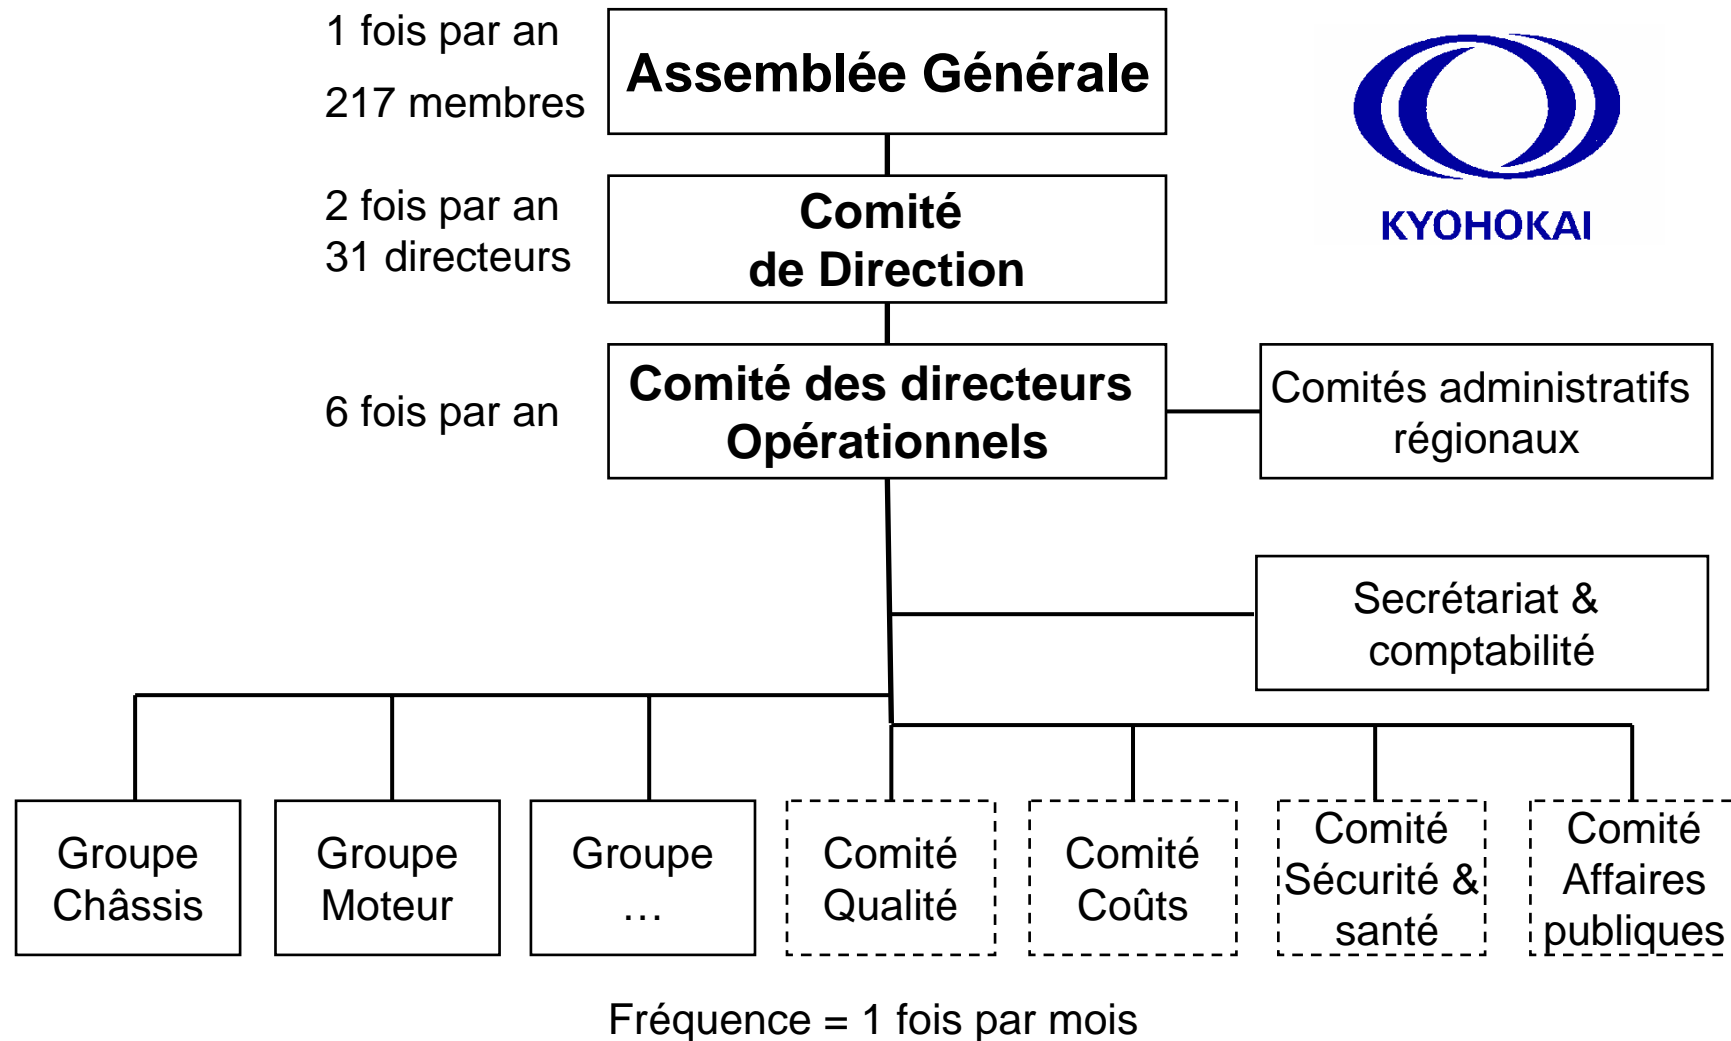 1 fois par an
217 membres
Assemblée Générale
KYOHOKAI
2 fois par an
31 directeurs
Comité
de Direction
6 fois par an
Comité des directeurs
Opérationnels
Comités administratifs
régionaux
Secrétariat &
comptabilité
Groupe
Châssis
Groupe
Moteur
Groupe
…
Comité
Qualité
Comité
Coûts
Comité
Sécurité &
santé
Comité
Affaires
publiques
Fréquence = 1 fois par mois